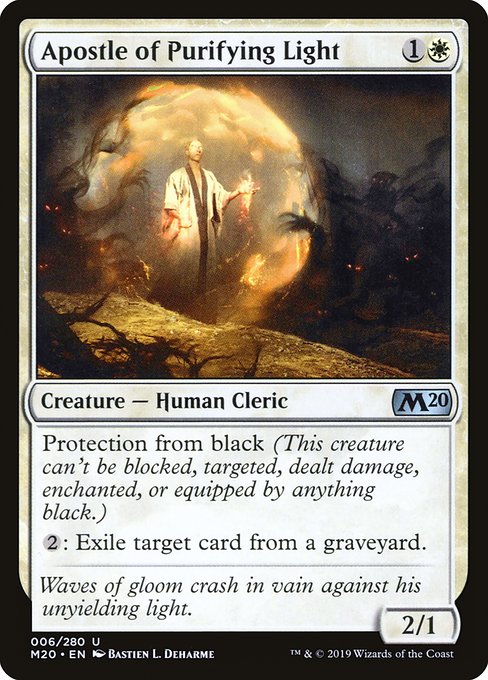 Apostle of Purifying Light 1
Creature — Human Cleric M20
Protection from black (This creature
can't be blocked, targeted, dealt damage,
enchanted, or equipped by anything
black.)
2: Exile target card from a graveyard.
Waves of gloom crash in vain against his
unyielding light.
2/1
006/280 U
M20 • EN Bastien L. Deharme ™ & © 2019 Wizards of the Coast